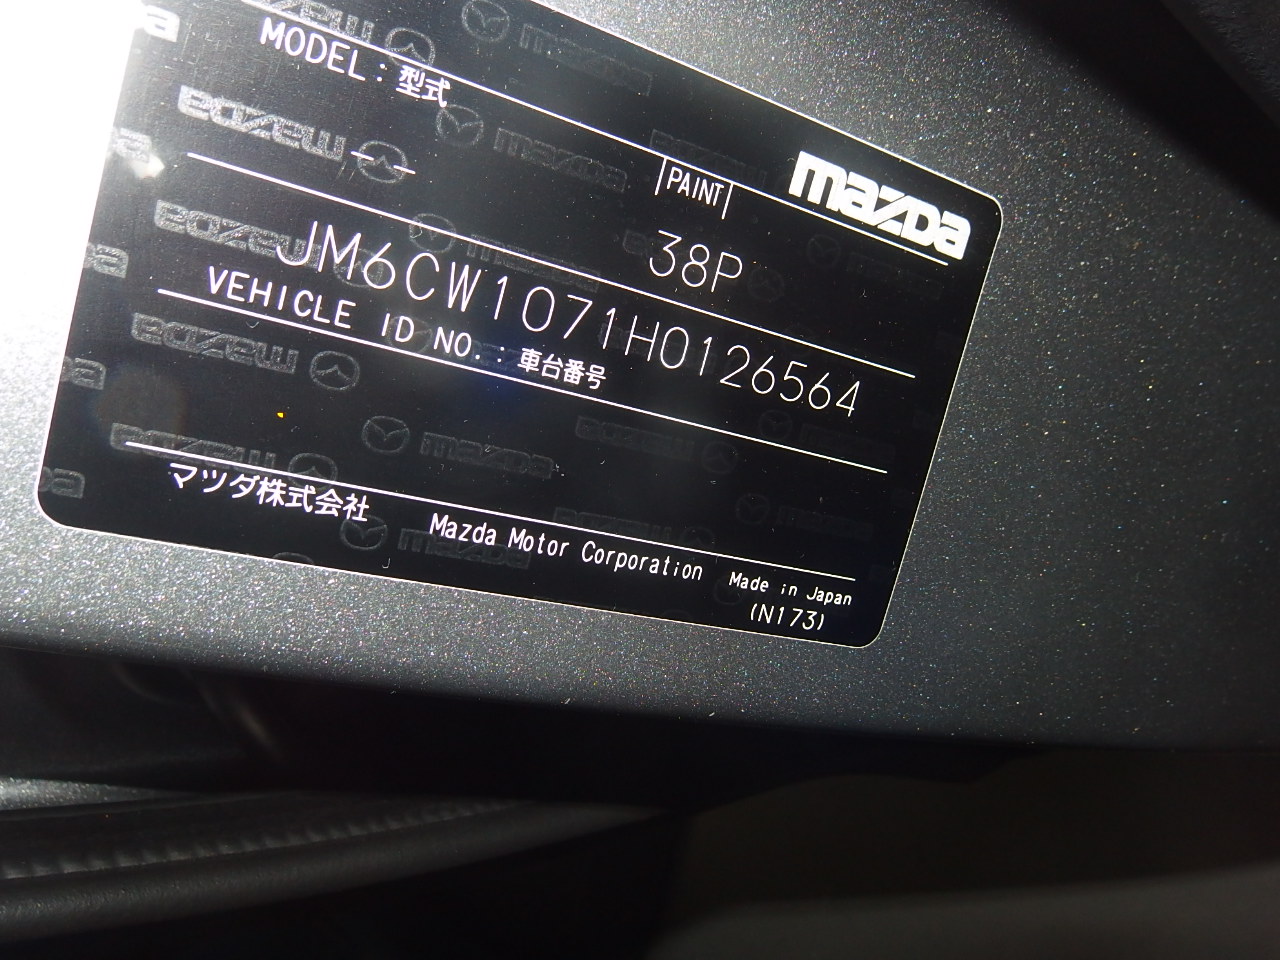 MODEL : 型式
mazda
PAINT
— —
38P
JM6CW1071H0126564
VEHICLE ID NO. : 車台番号
マツダ株式会社 Mazda Motor Corporation Made in Japan
(N173)